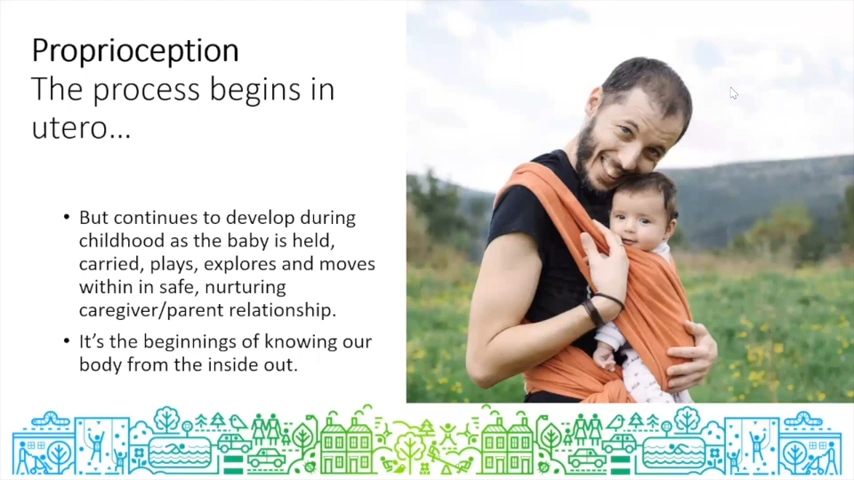 Proprioception
The process begins in
utero...
• But continues to develop during
childhood as the baby is held,
carried, plays, explores and moves
within in safe, nurturing
caregiver/parent relationship.
• It's the beginnings of knowing our
body from the inside out.